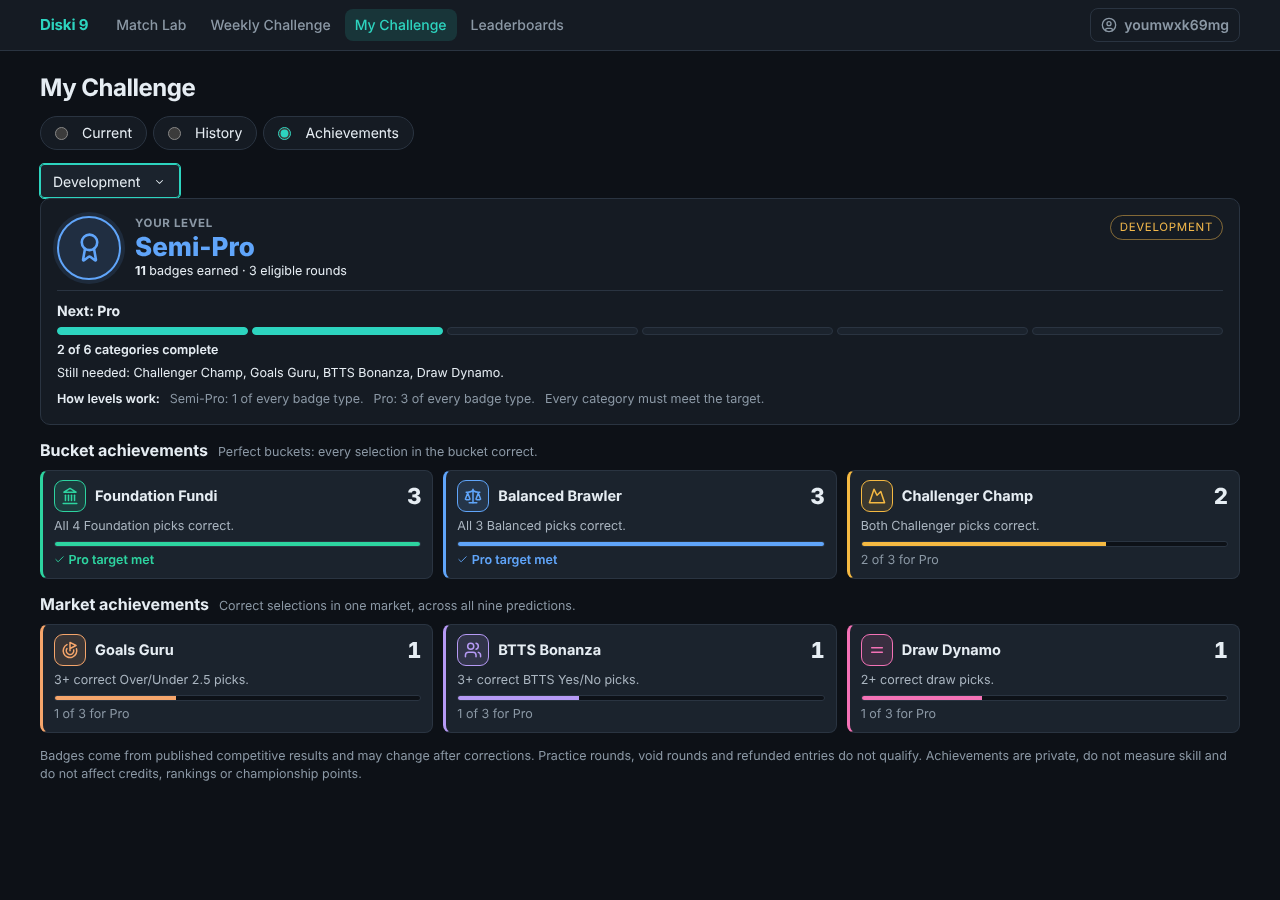 Diski 9 Match Lab Weekly Challenge My Challenge Leaderboards youmwxk69mg
My Challenge
Current History Achievements
Development
YOUR LEVEL
Semi-Pro
11 badges earned · 3 eligible rounds
DEVELOPMENT
Next: Pro
2 of 6 categories complete
Still needed: Challenger Champ, Goals Guru, BTTS Bonanza, Draw Dynamo.
How levels work: Semi-Pro: 1 of every badge type. Pro: 3 of every badge type. Every category must meet the target.
Bucket achievements Perfect buckets: every selection in the bucket correct.
Foundation Fundi 3
All 4 Foundation picks correct.
✓ Pro target met
Balanced Brawler 3
All 3 Balanced picks correct.
✓ Pro target met
Challenger Champ 2
Both Challenger picks correct.
2 of 3 for Pro
Market achievements Correct selections in one market, across all nine predictions.
Goals Guru 1
3+ correct Over/Under 2.5 picks.
1 of 3 for Pro
BTTS Bonanza 1
3+ correct BTTS Yes/No picks.
1 of 3 for Pro
Draw Dynamo 1
2+ correct draw picks.
1 of 3 for Pro
Badges come from published competitive results and may change after corrections. Practice rounds, void rounds and refunded entries do not qualify. Achievements are private, do not measure skill and
do not affect credits, rankings or championship points.